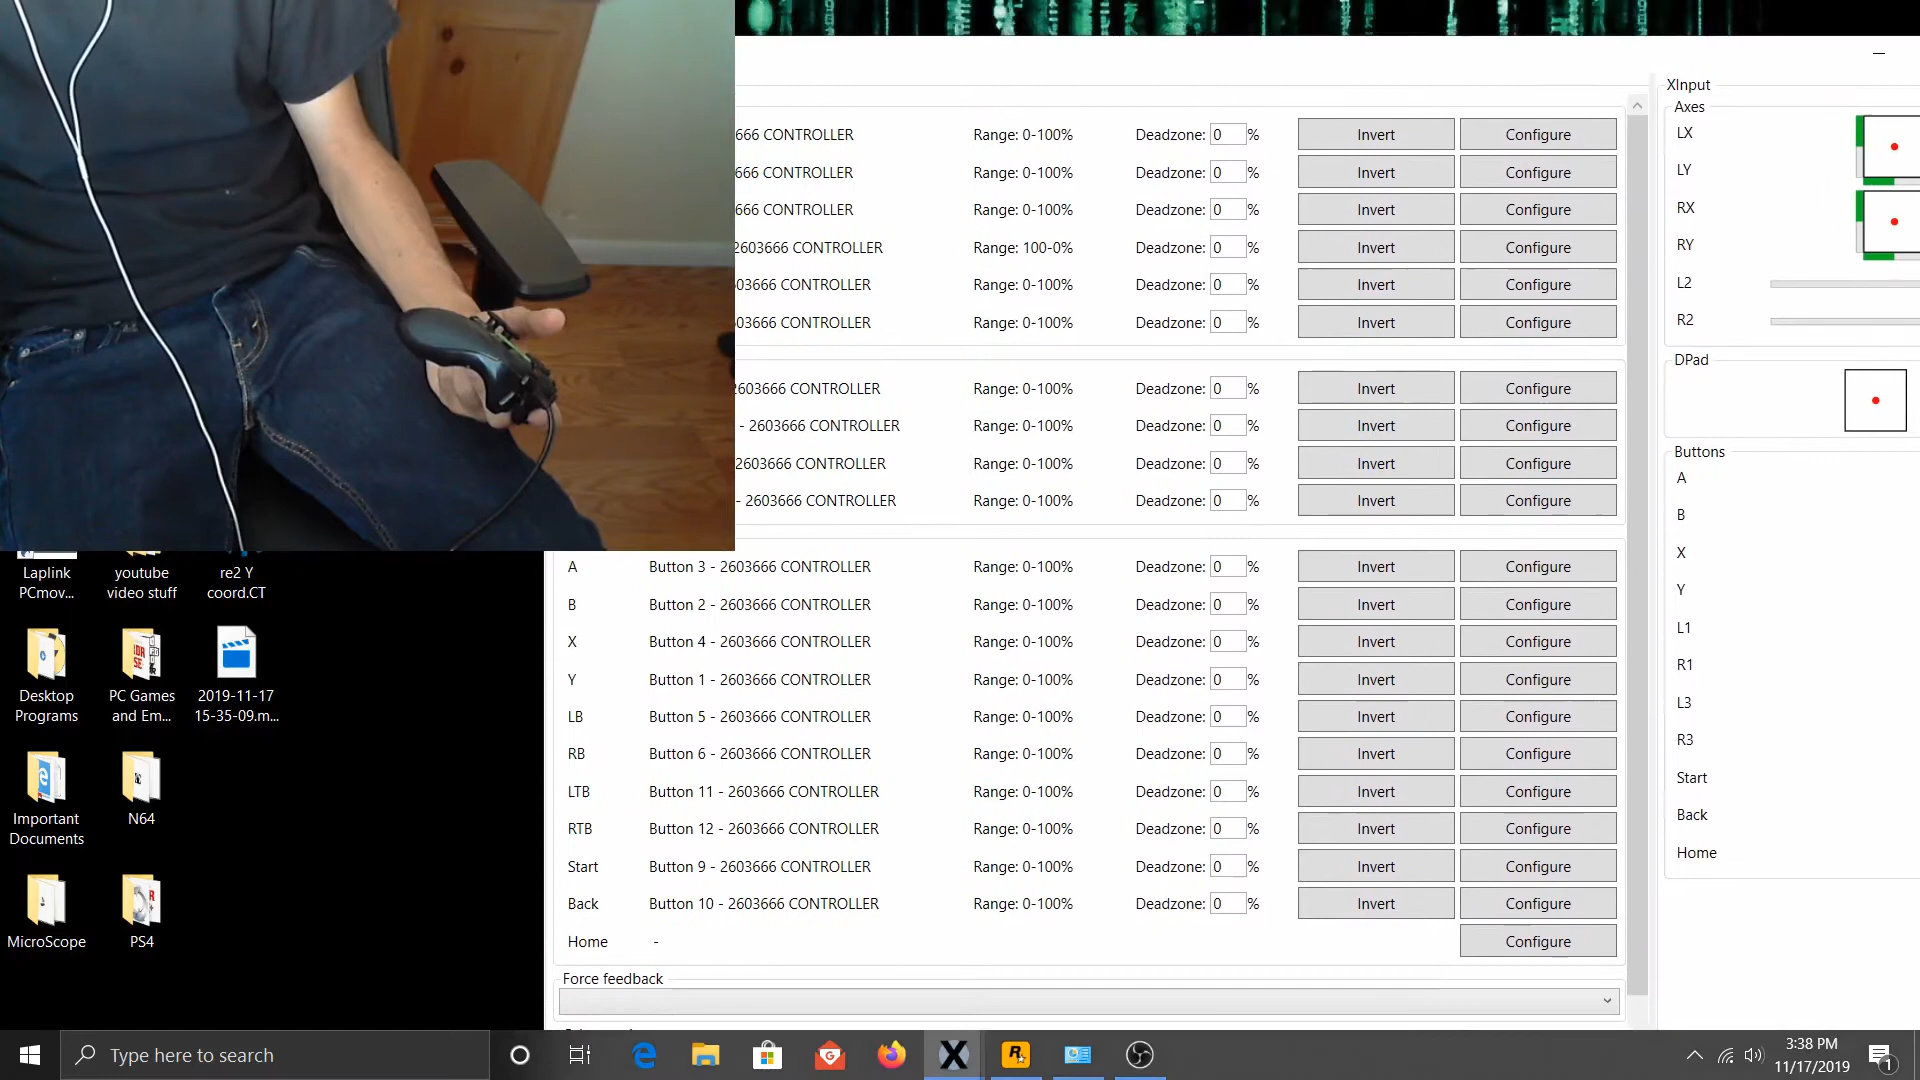 XInput
Axes
666 CONTROLLER Range: 0-100% Deadzone: 0 % Invert Configure LX
666 CONTROLLER Range: 0-100% Deadzone: 0 % Invert Configure LY
666 CONTROLLER Range: 0-100% Deadzone: 0 % Invert Configure RX
2603666 CONTROLLER Range: 100-0% Deadzone: 0 % Invert Configure RY
03666 CONTROLLER Range: 0-100% Deadzone: 0 % Invert Configure L2
03666 CONTROLLER Range: 0-100% Deadzone: 0 % Invert Configure R2
DPad
2603666 CONTROLLER Range: 0-100% Deadzone: 0 % Invert Configure
- 2603666 CONTROLLER Range: 0-100% Deadzone: 0 % Invert Configure
2603666 CONTROLLER Range: 0-100% Deadzone: 0 % Invert Configure
- 2603666 CONTROLLER Range: 0-100% Deadzone: 0 % Invert Configure
Buttons
A
B
X
Y
L1
R1
L3
R3
Start
Back
Home
A Button 3 - 2603666 CONTROLLER Range: 0-100% Deadzone: 0 % Invert Configure
B Button 2 - 2603666 CONTROLLER Range: 0-100% Deadzone: 0 % Invert Configure
X Button 4 - 2603666 CONTROLLER Range: 0-100% Deadzone: 0 % Invert Configure
Y Button 1 - 2603666 CONTROLLER Range: 0-100% Deadzone: 0 % Invert Configure
LB Button 5 - 2603666 CONTROLLER Range: 0-100% Deadzone: 0 % Invert Configure
RB Button 6 - 2603666 CONTROLLER Range: 0-100% Deadzone: 0 % Invert Configure
LTB Button 11 - 2603666 CONTROLLER Range: 0-100% Deadzone: 0 % Invert Configure
RTB Button 12 - 2603666 CONTROLLER Range: 0-100% Deadzone: 0 % Invert Configure
Start Button 9 - 2603666 CONTROLLER Range: 0-100% Deadzone: 0 % Invert Configure
Back Button 10 - 2603666 CONTROLLER Range: 0-100% Deadzone: 0 % Invert Configure
Home - Configure
Force feedback
Laplink
PCmov...
youtube
video stuff
re2 Y
coord.CT
Desktop
Programs
PC Games
and Em...
2019-11-17
15-35-09.m...
Important
Documents
N64
MicroScope
PS4
Type here to search
3:38 PM
11/17/2019
1